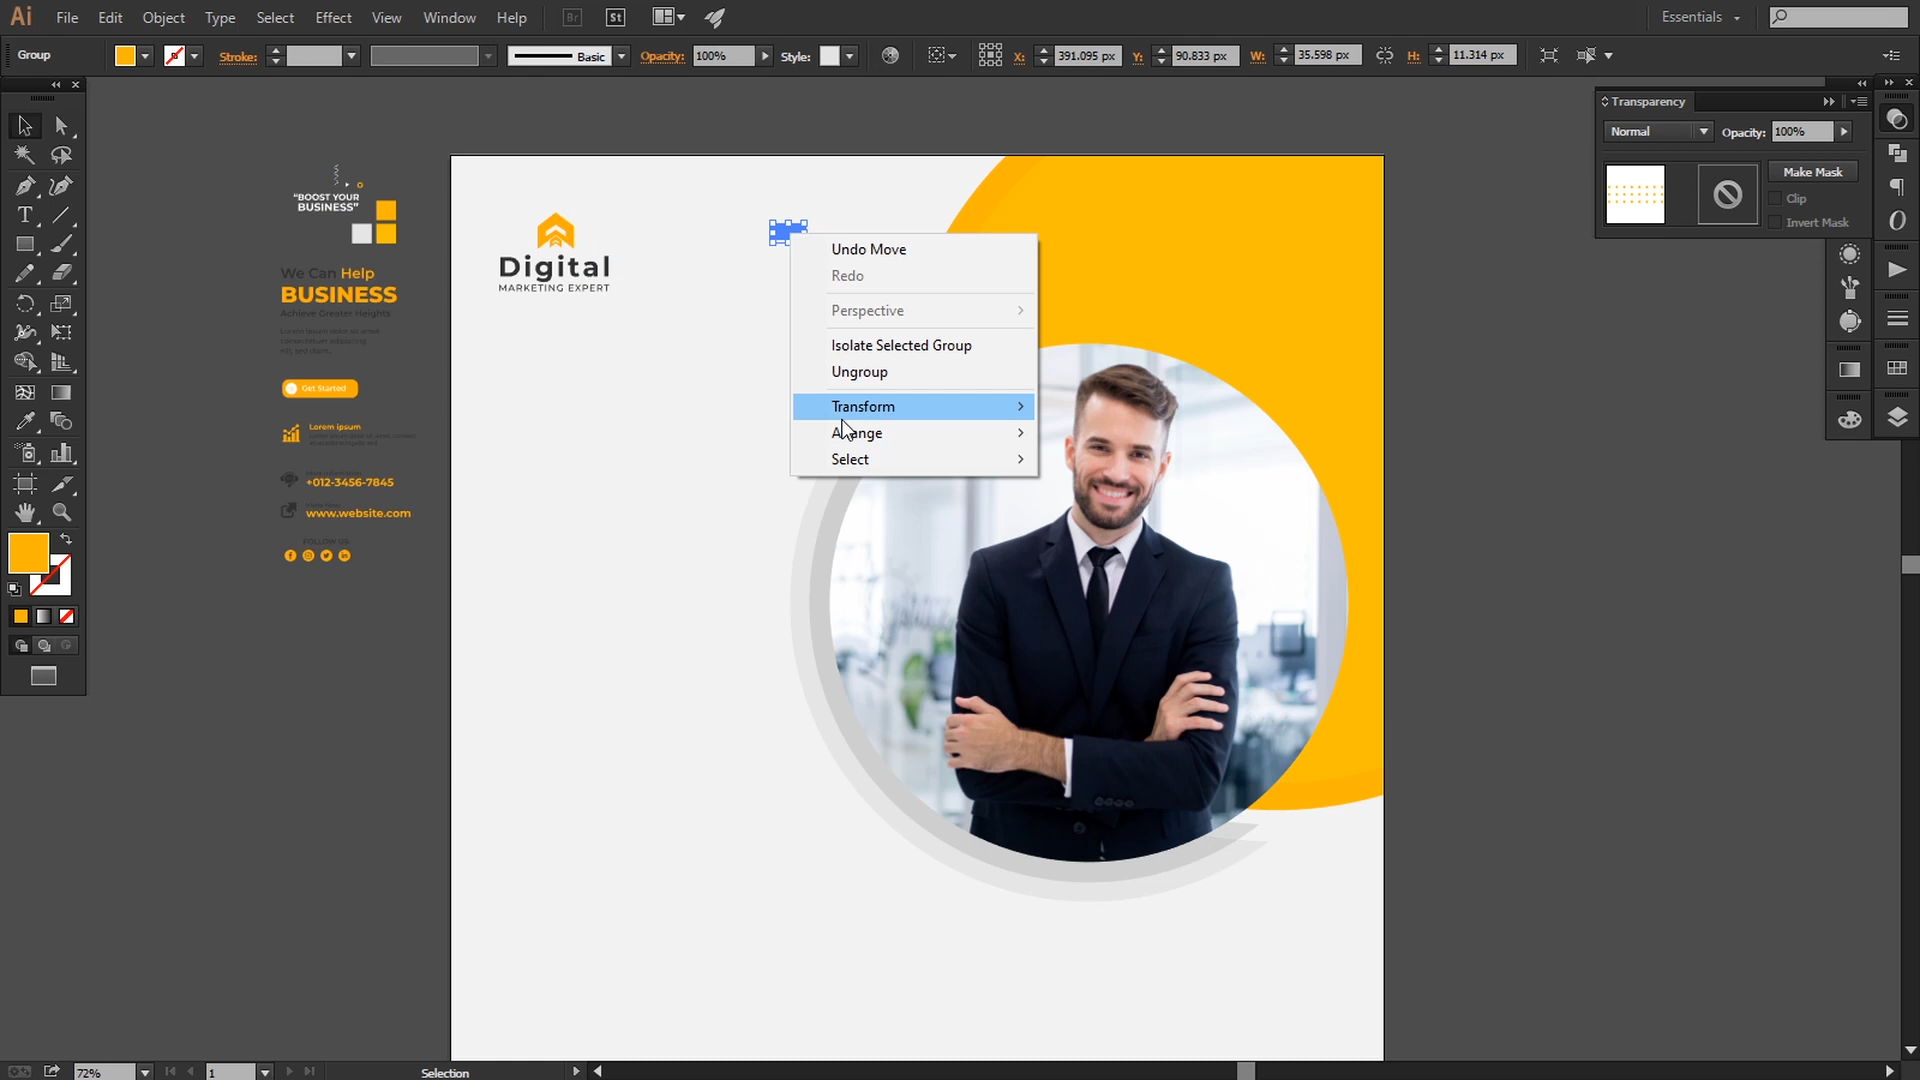 Ai File Edit Object Type Select Effect View Window Help Br St Essentials
Group Stroke: Basic Opacity: 100% Style: X: 391.095 px Y: 90.833 px W: 35.598 px H: 11.314 px
Transparency
Normal Opacity: 100%
Make Mask
Clip
Invert Mask
"BOOST YOUR
BUSINESS"
We Can Help
BUSINESS
Achieve Greater Heights
Lorem ipsum dolor sit amet
consectetuer adipiscing
elit, sed diam..
Get Started
Lorem ipsum
+012-3456-7845
www.website.com
FOLLOW US:
Digital
MARKETING EXPERT
Undo Move
Redo
Perspective
Isolate Selected Group
Ungroup
Transform
Arrange
Select
72% 1 Selection